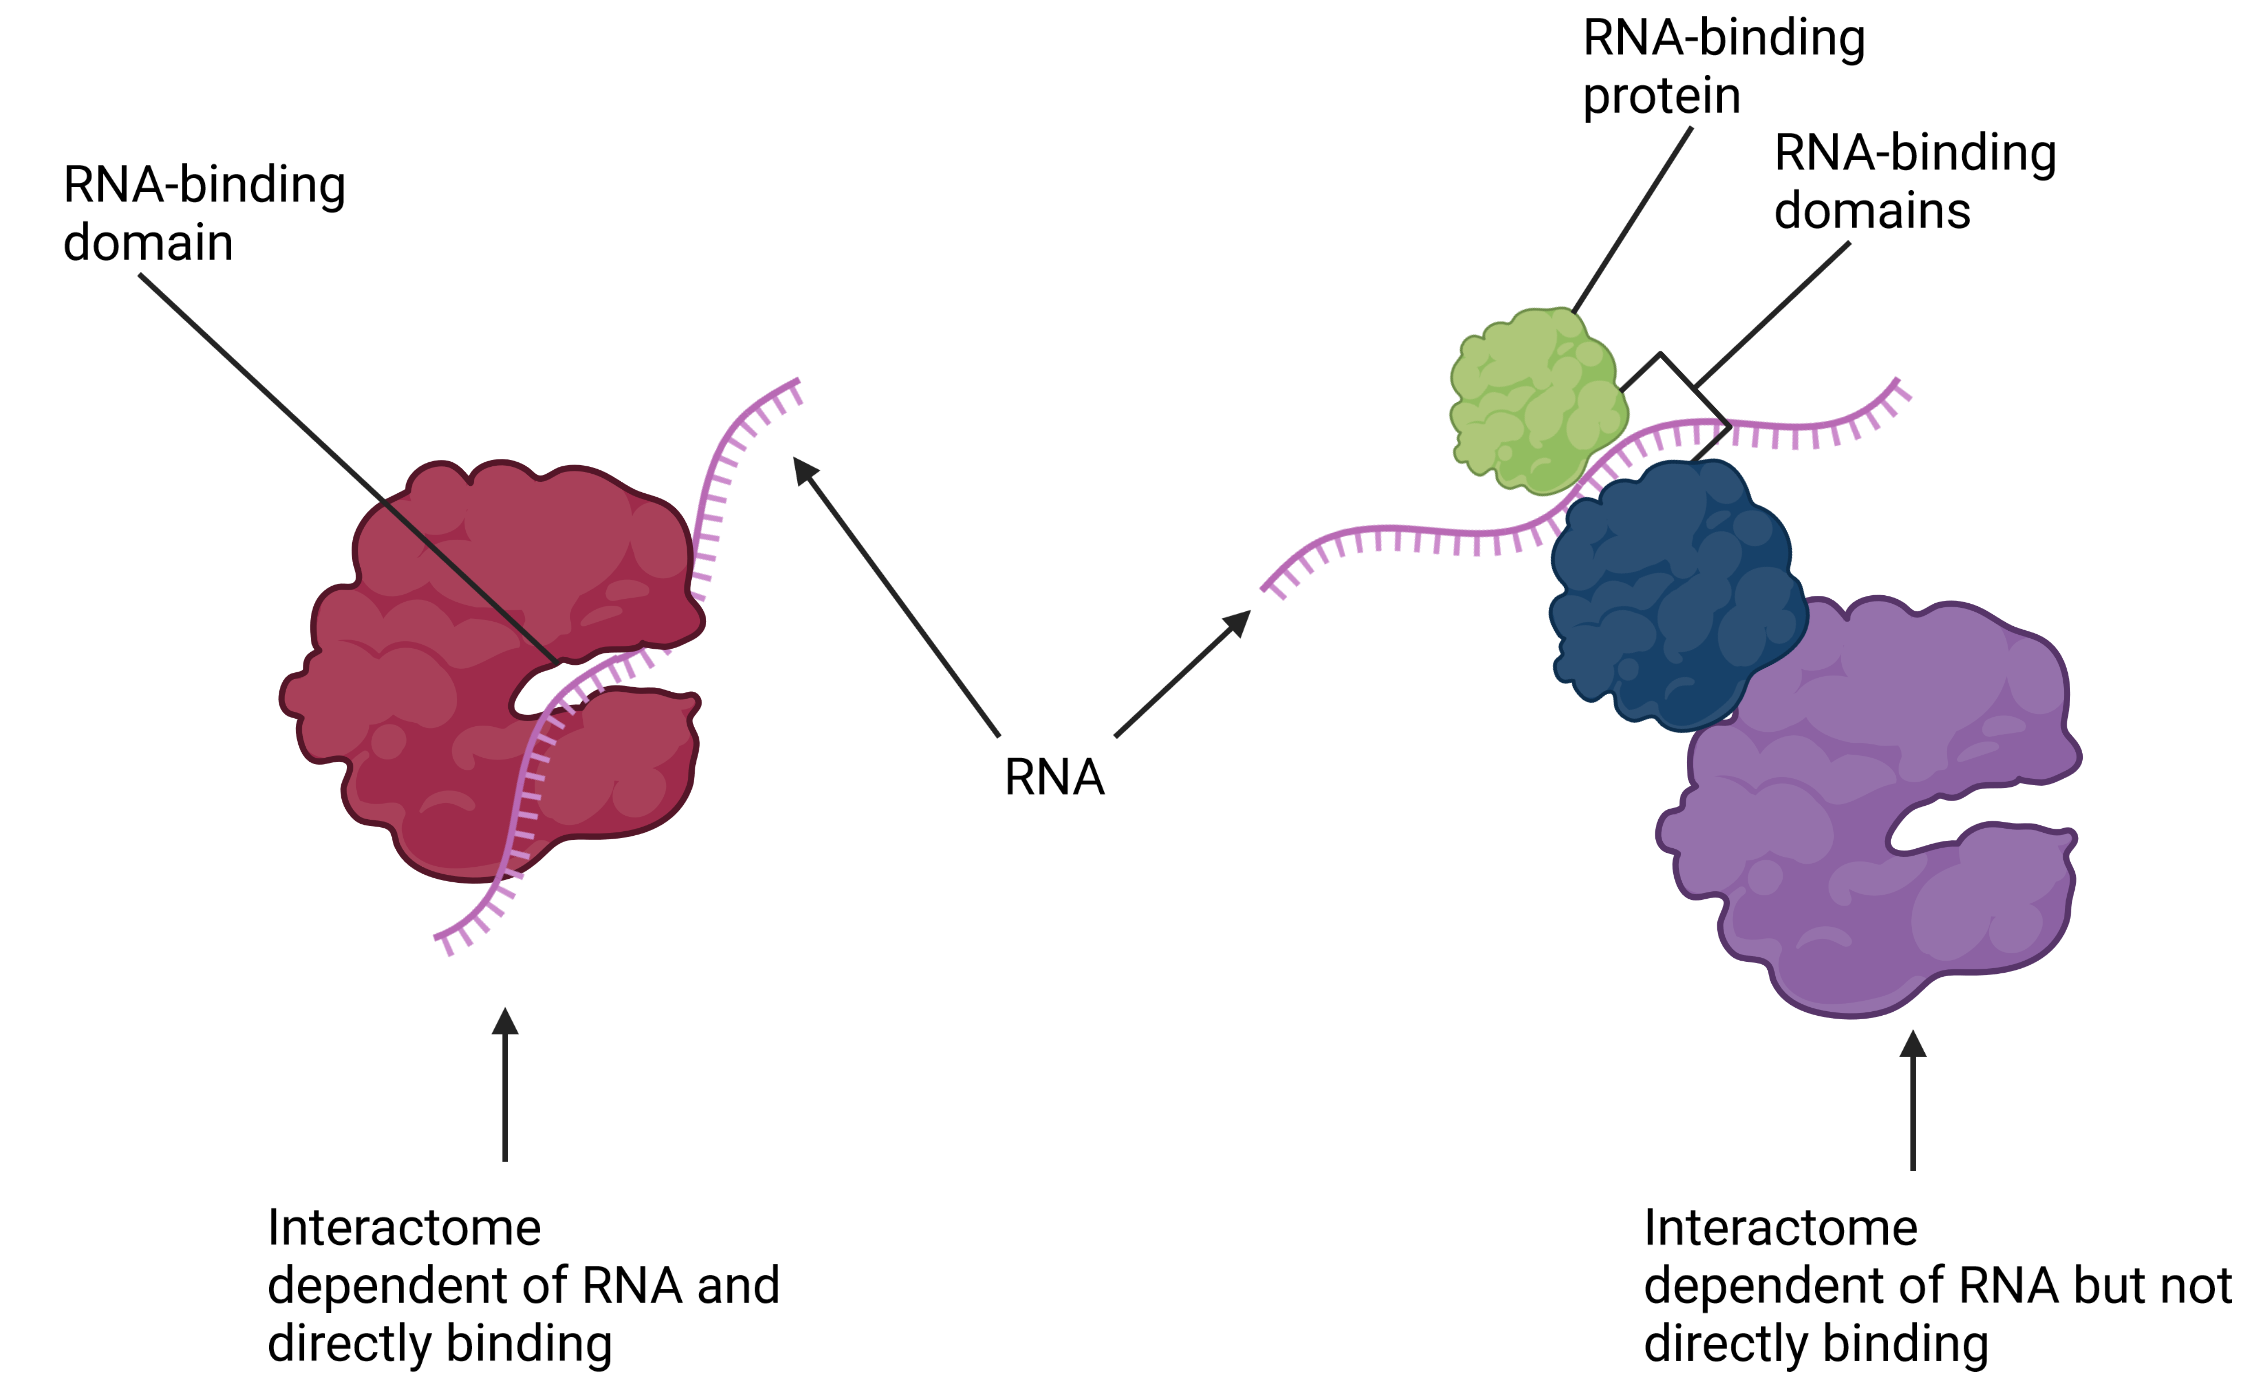 RNA-binding
protein
RNA-binding
domains
RNA-binding
domain
RNA
Interactome
dependent of RNA and
directly binding
Interactome
dependent of RNA but not
directly binding